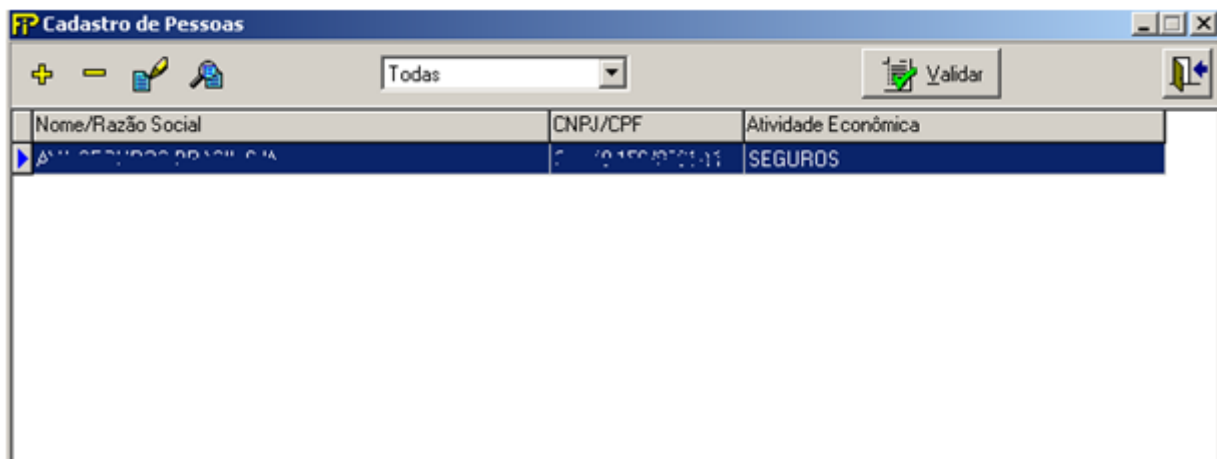 Cadastro de Pessoas
Todas
Validar
Nome/Razão Social CNPJ/CPF Atividade Econômica
SEGUROS